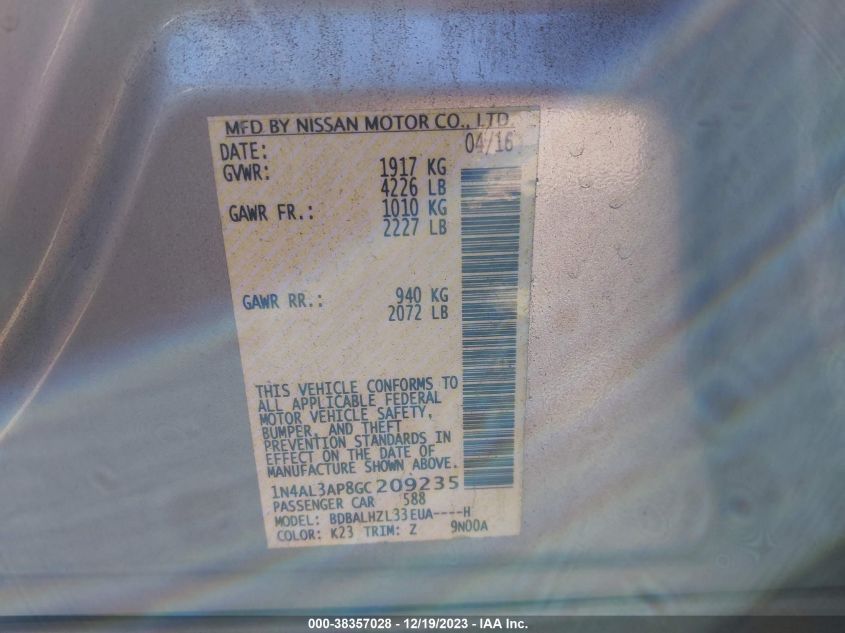 MFD BY NISSAN MOTOR CO., LTD.
DATE: 04/16
GVWR: 1917 KG
4226 LB
GAWR FR.: 1010 KG
2227 LB
GAWR RR.: 940 KG
2072 LB
THIS VEHICLE CONFORMS TO
ALL APPLICABLE FEDERAL
MOTOR VEHICLE SAFETY,
BUMPER, AND THEFT
PREVENTION STANDARDS IN
EFFECT ON THE DATE OF
MANUFACTURE SHOWN ABOVE.
1N4AL3AP8GC209235
PASSENGER CAR 588
MODEL: BDBALHZL33EUA----H
COLOR: K23 TRIM: Z 9N00A
000-38357028 - 12/19/2023 - IAA Inc.